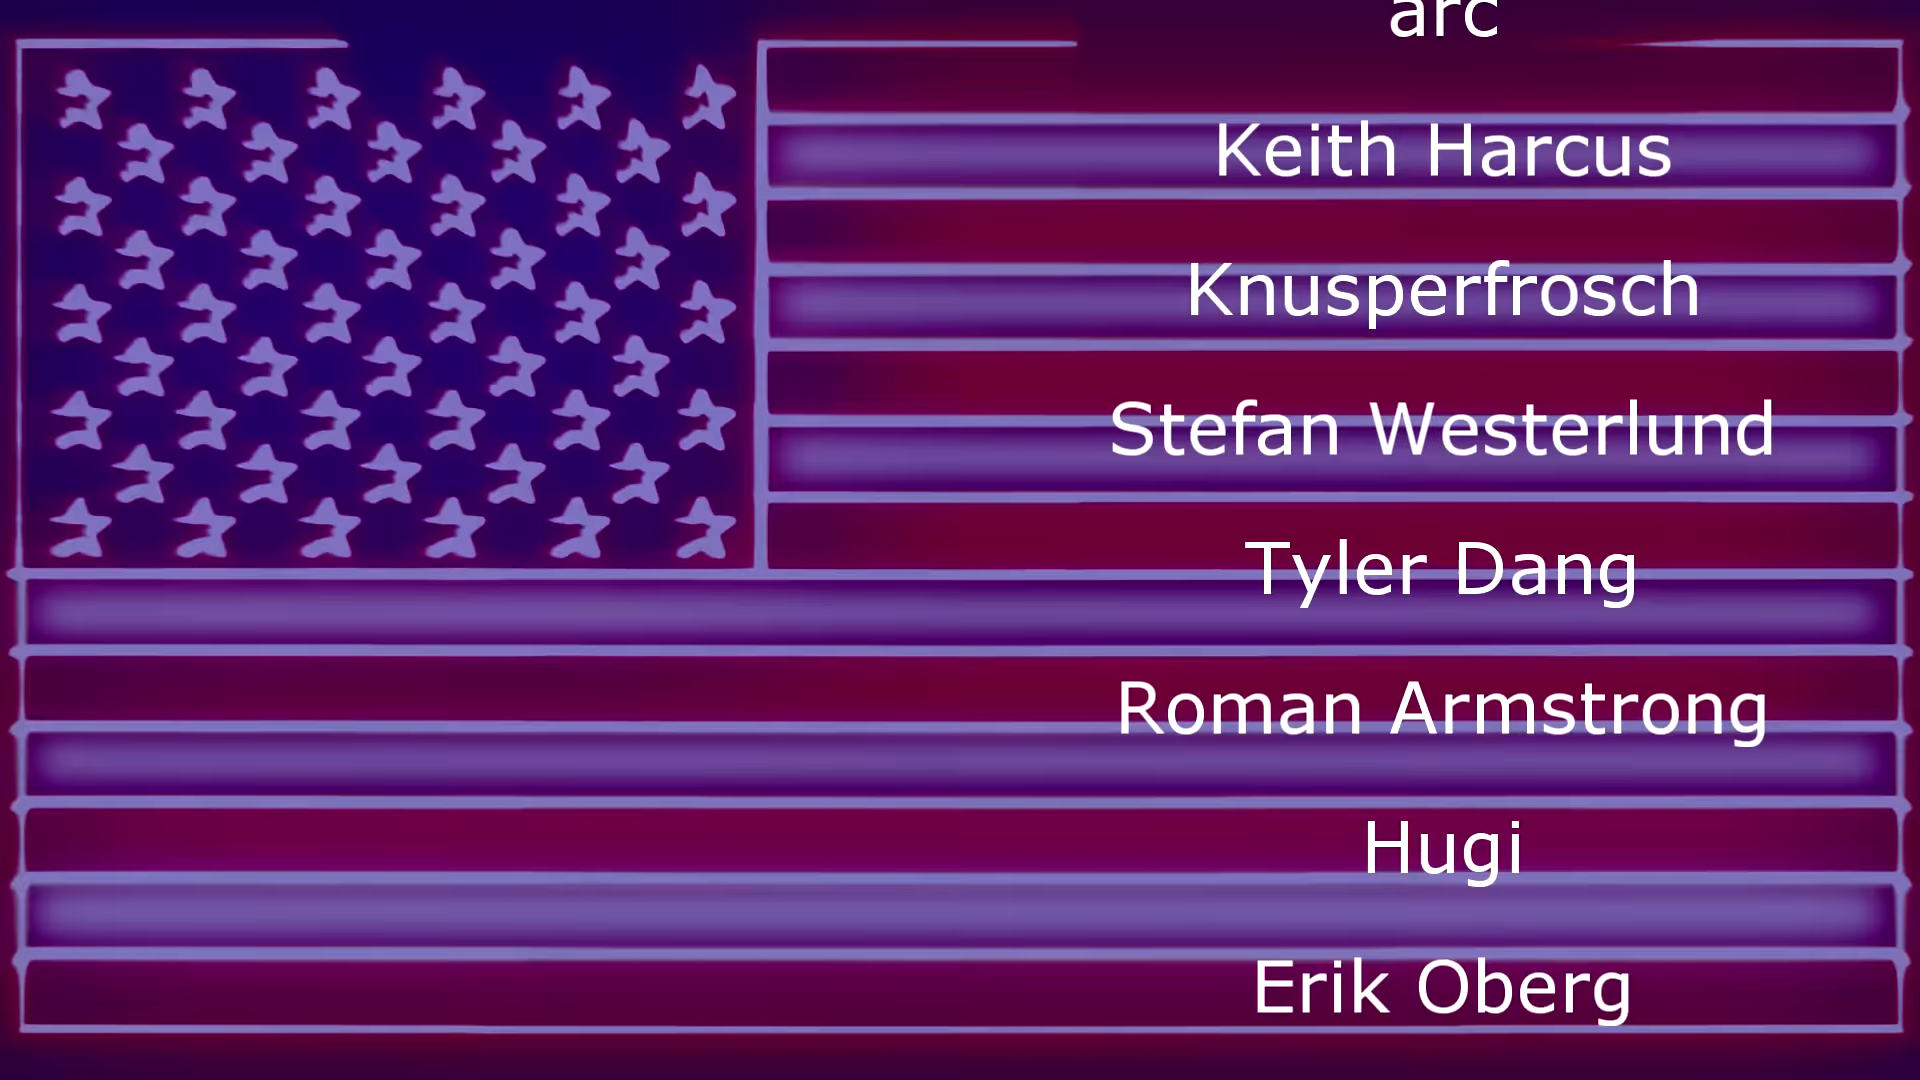 arc
Keith Harcus
Knusperfrosch
Stefan Westerlund
Tyler Dang
Roman Armstrong
Hugi
Erik Oberg